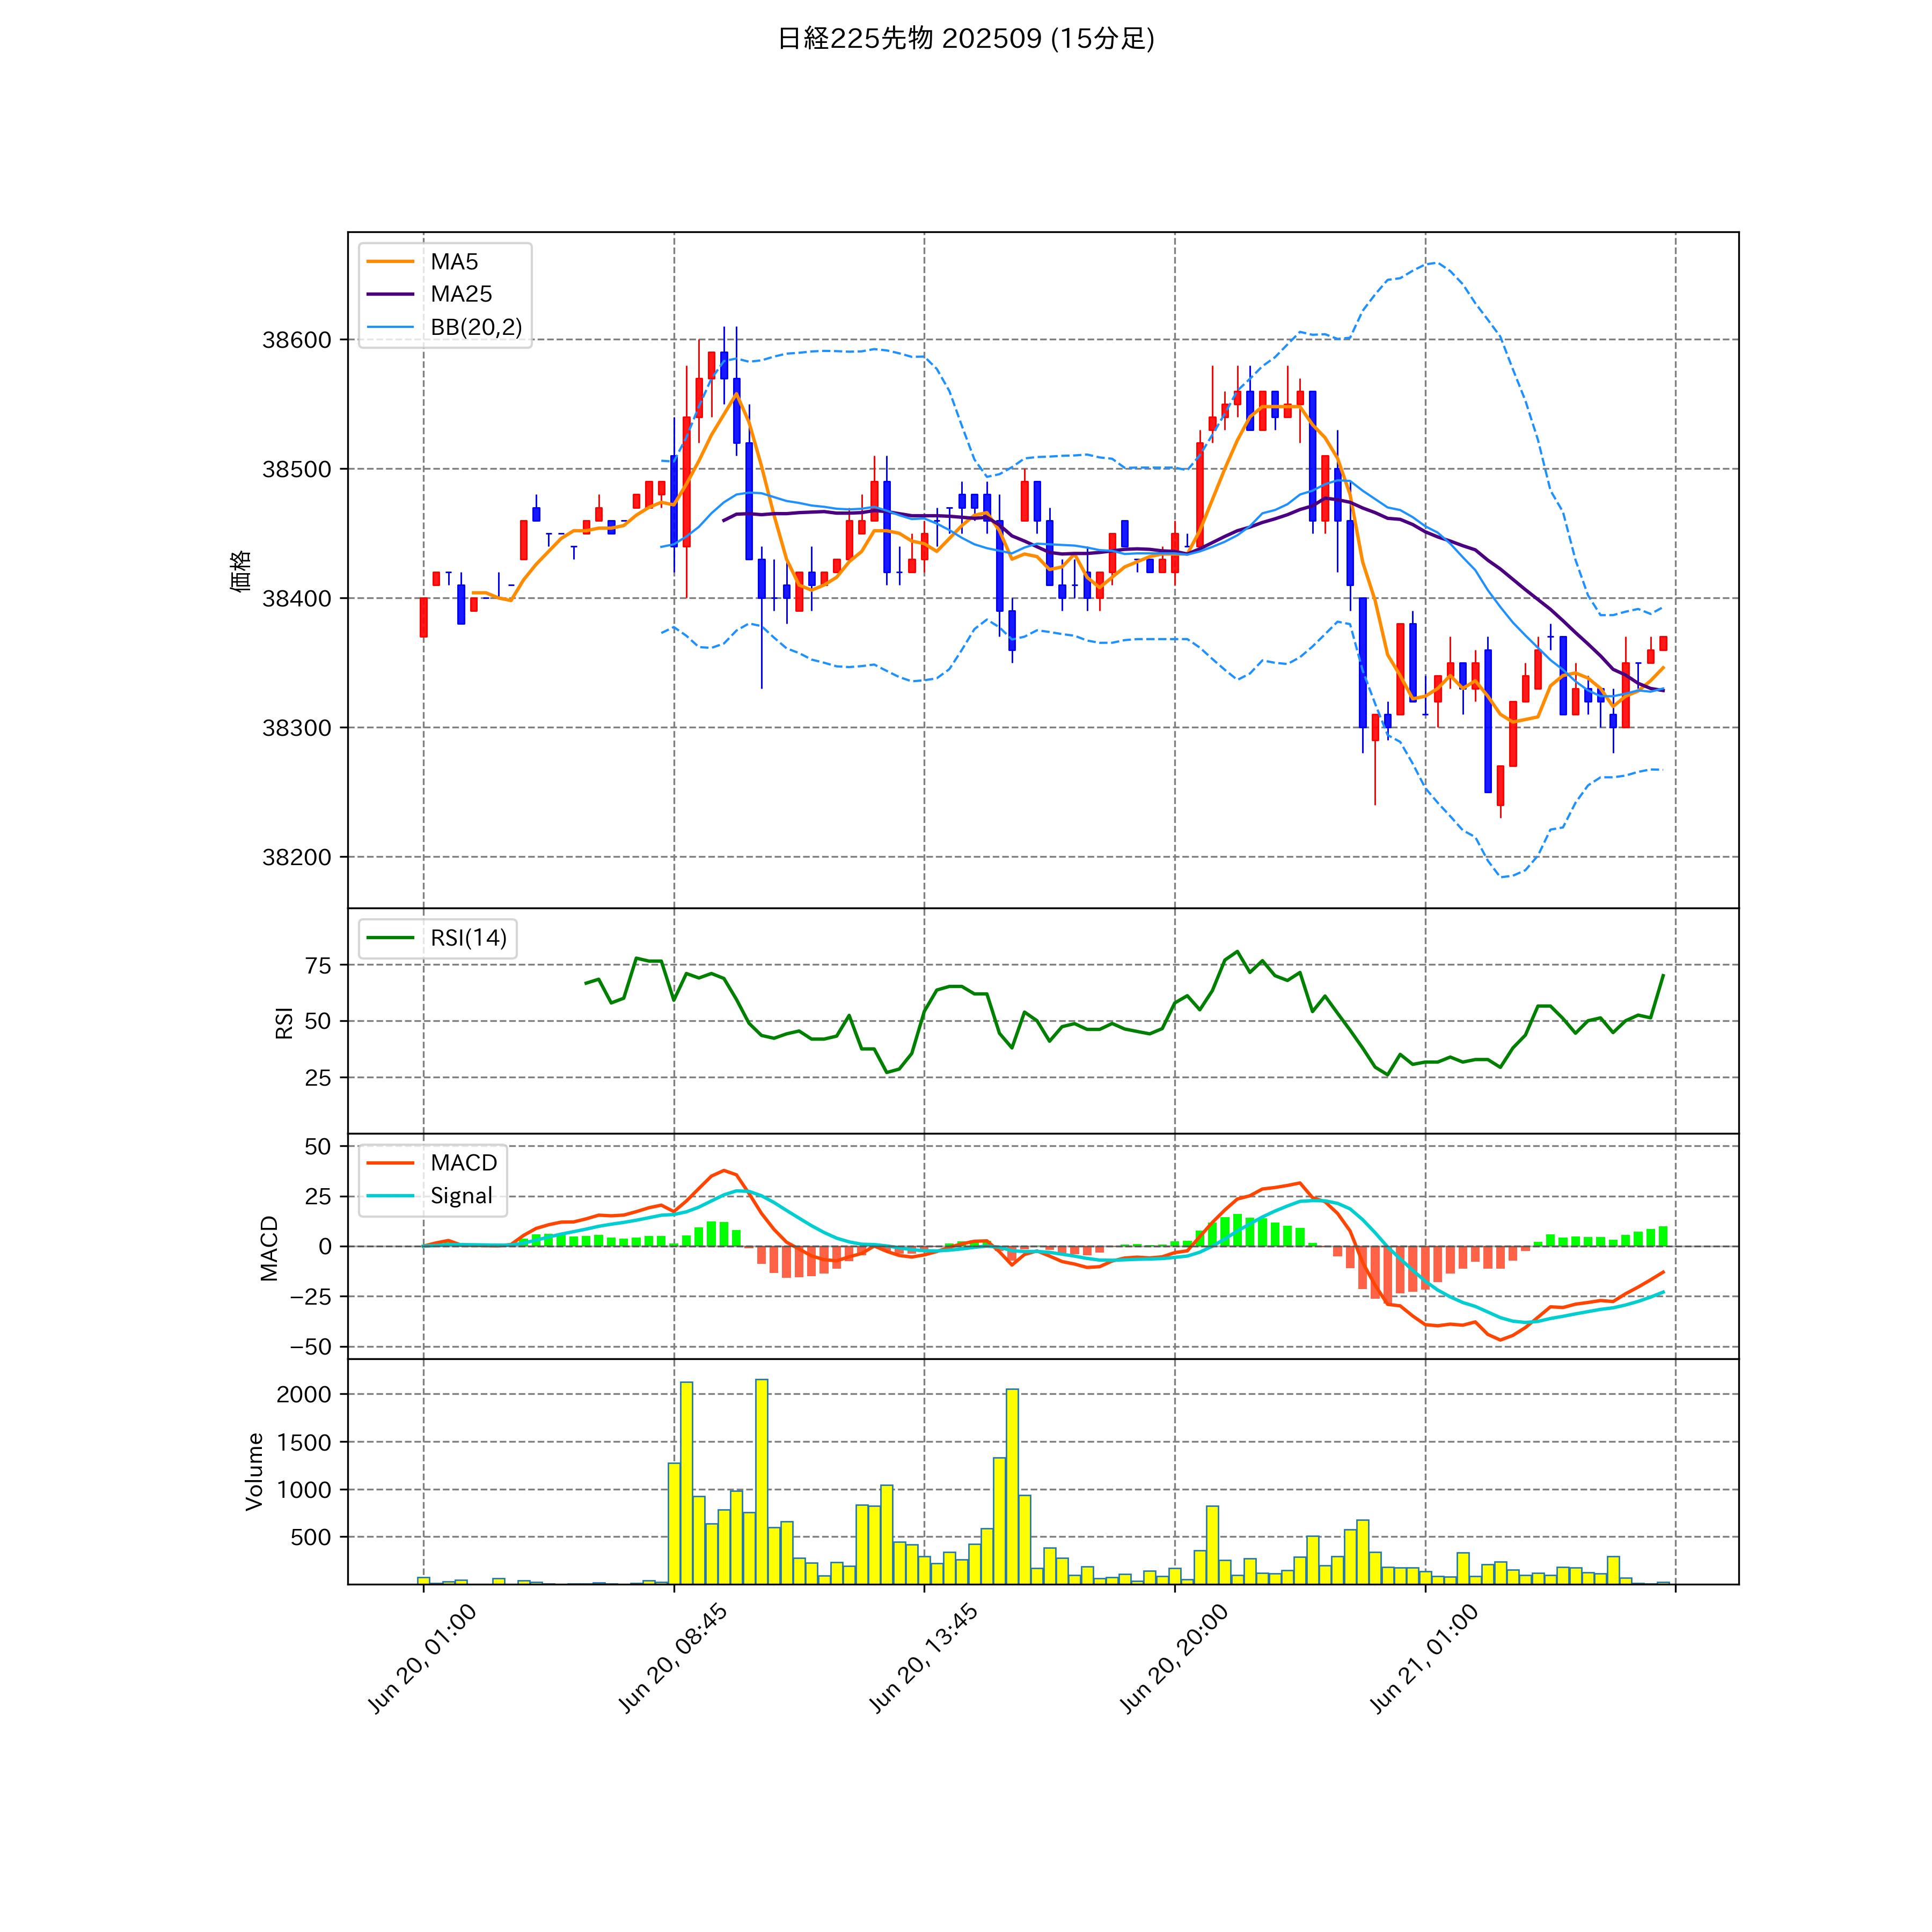 日経225先物 202509 (15分足)
MA5
MA25
BB(20,2)
価格
38600
38500
38400
38300
38200
RSI(14)
RSI
75
50
25
MACD
Signal
MACD
50
25
0
−25
−50
Volume
2000
1500
1000
500
Jun 20, 01:00
Jun 20, 08:45
Jun 20, 13:45
Jun 20, 20:00
Jun 21, 01:00